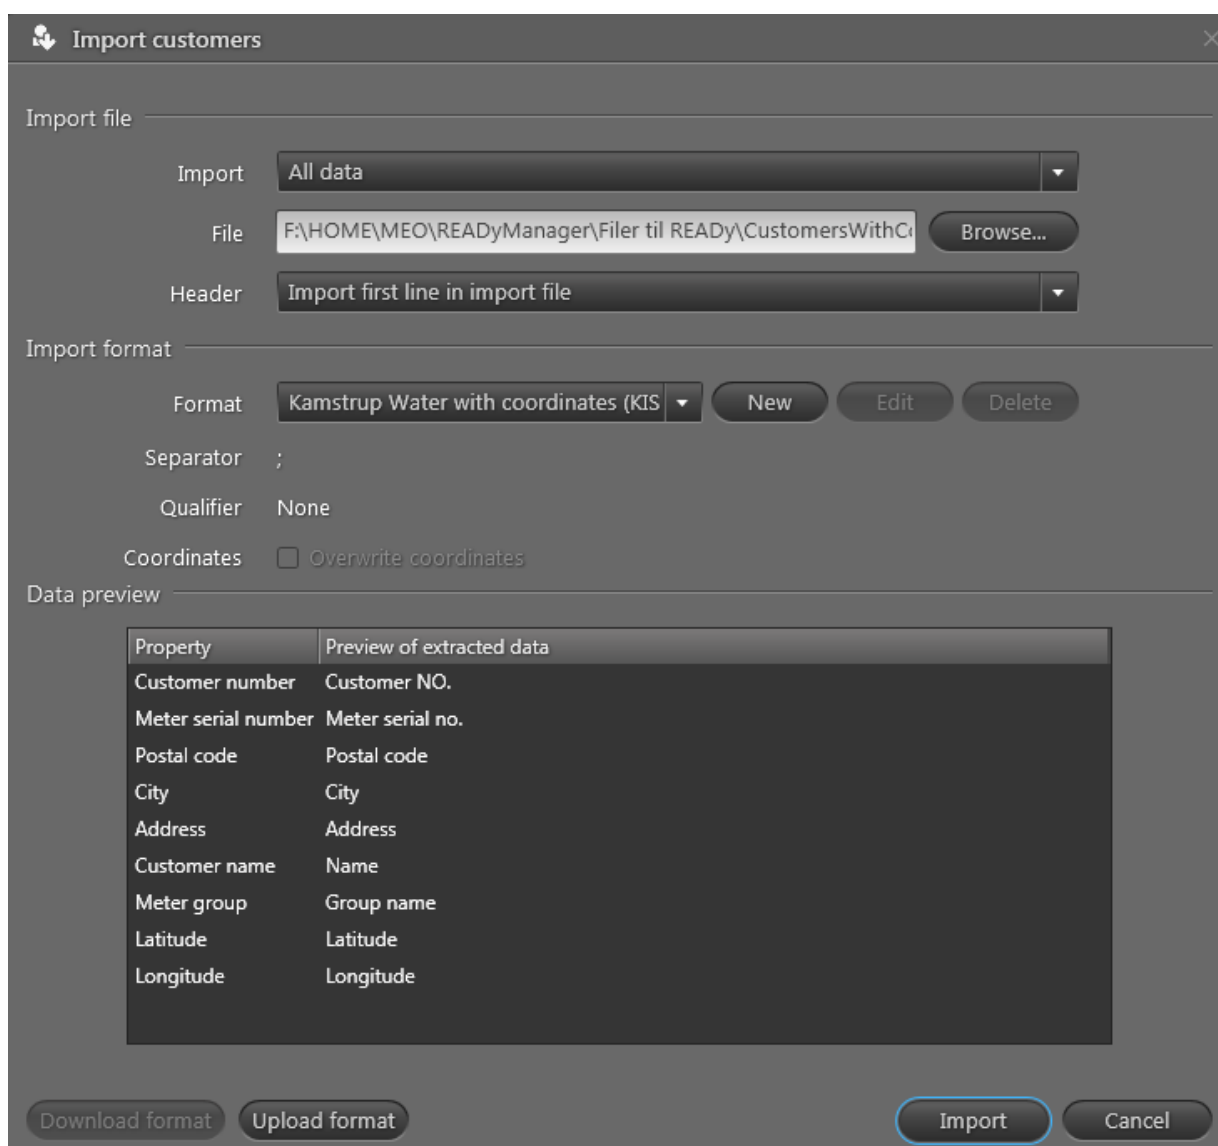 Import customers
Import file
Import All data
File F:\HOME\MEO\READyManager\Filer til READy\CustomersWithCo Browse...
Header Import first line in import file
Import format
Format Kamstrup Water with coordinates (KIS New Edit Delete
Separator ;
Qualifier None
Coordinates Overwrite coordinates
Data preview
Property Preview of extracted data
Customer number Customer NO.
Meter serial number Meter serial no.
Postal code Postal code
City City
Address Address
Customer name Name
Meter group Group name
Latitude Latitude
Longitude Longitude
Download format Upload format Import Cancel